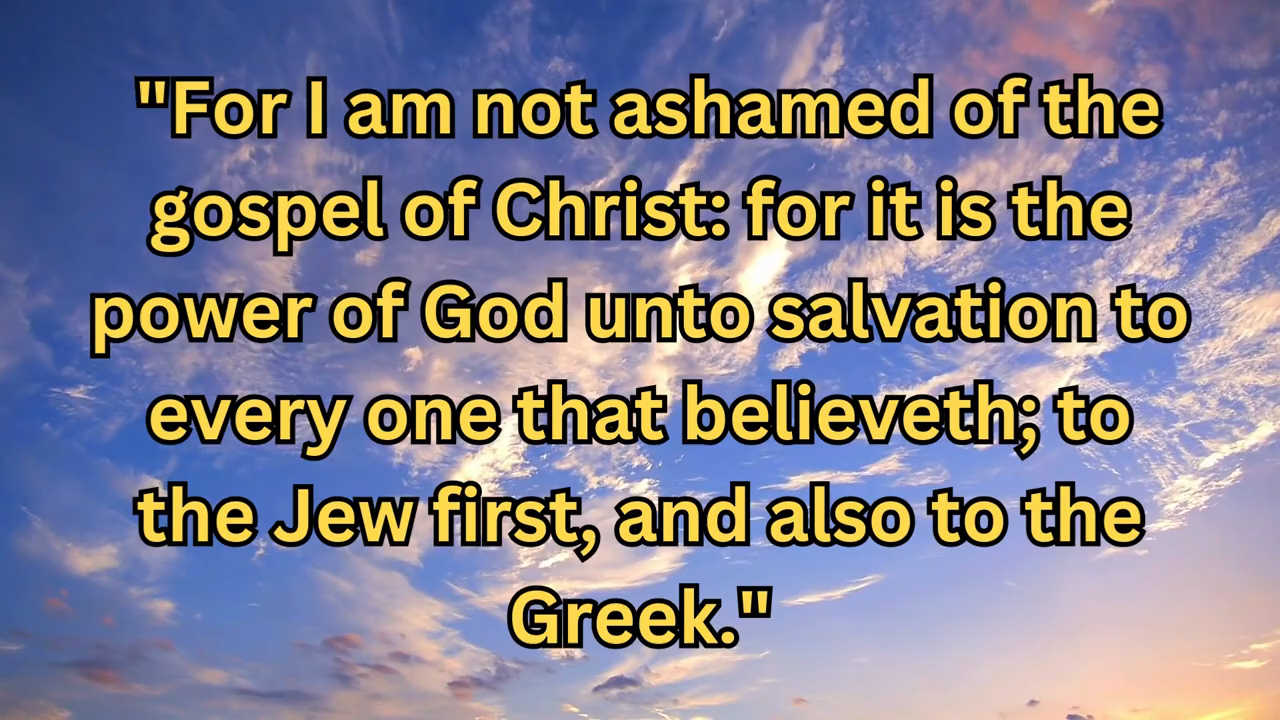 "For I am not ashamed of the
gospel of Christ: for it is the
power of God unto salvation to
every one that believeth; to
the Jew first, and also to the
Greek."